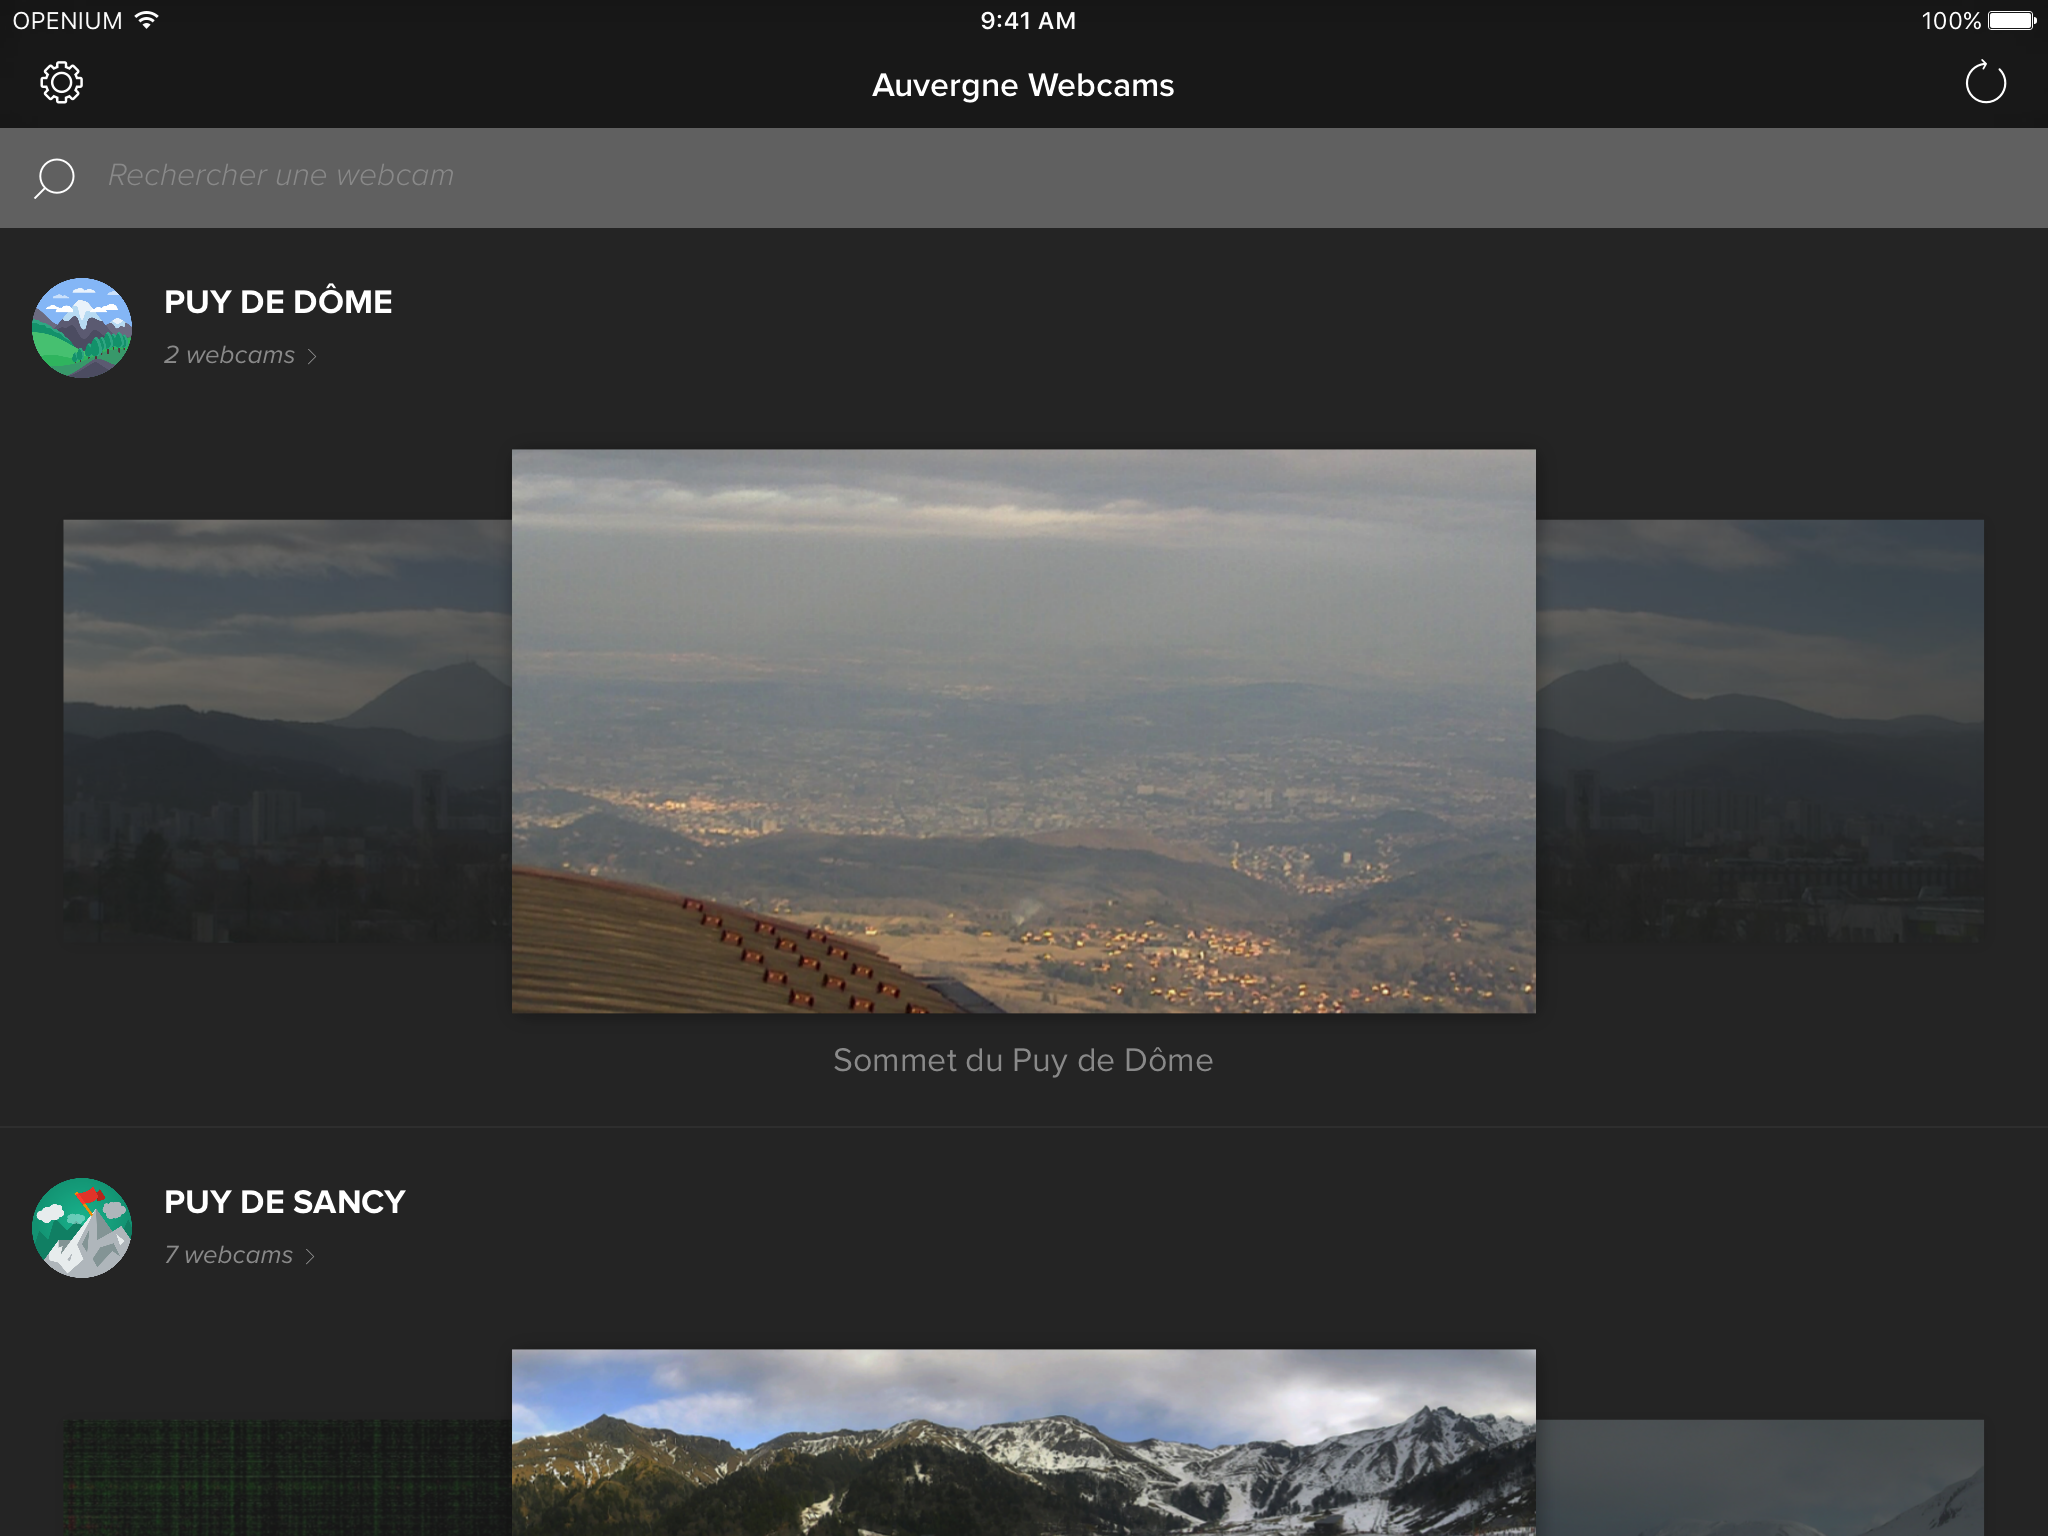 OPENIUM 9:41 AM 100%
Auvergne Webcams
Rechercher une webcam
PUY DE DÔME
2 webcams
Sommet du Puy de Dôme
PUY DE SANCY
7 webcams